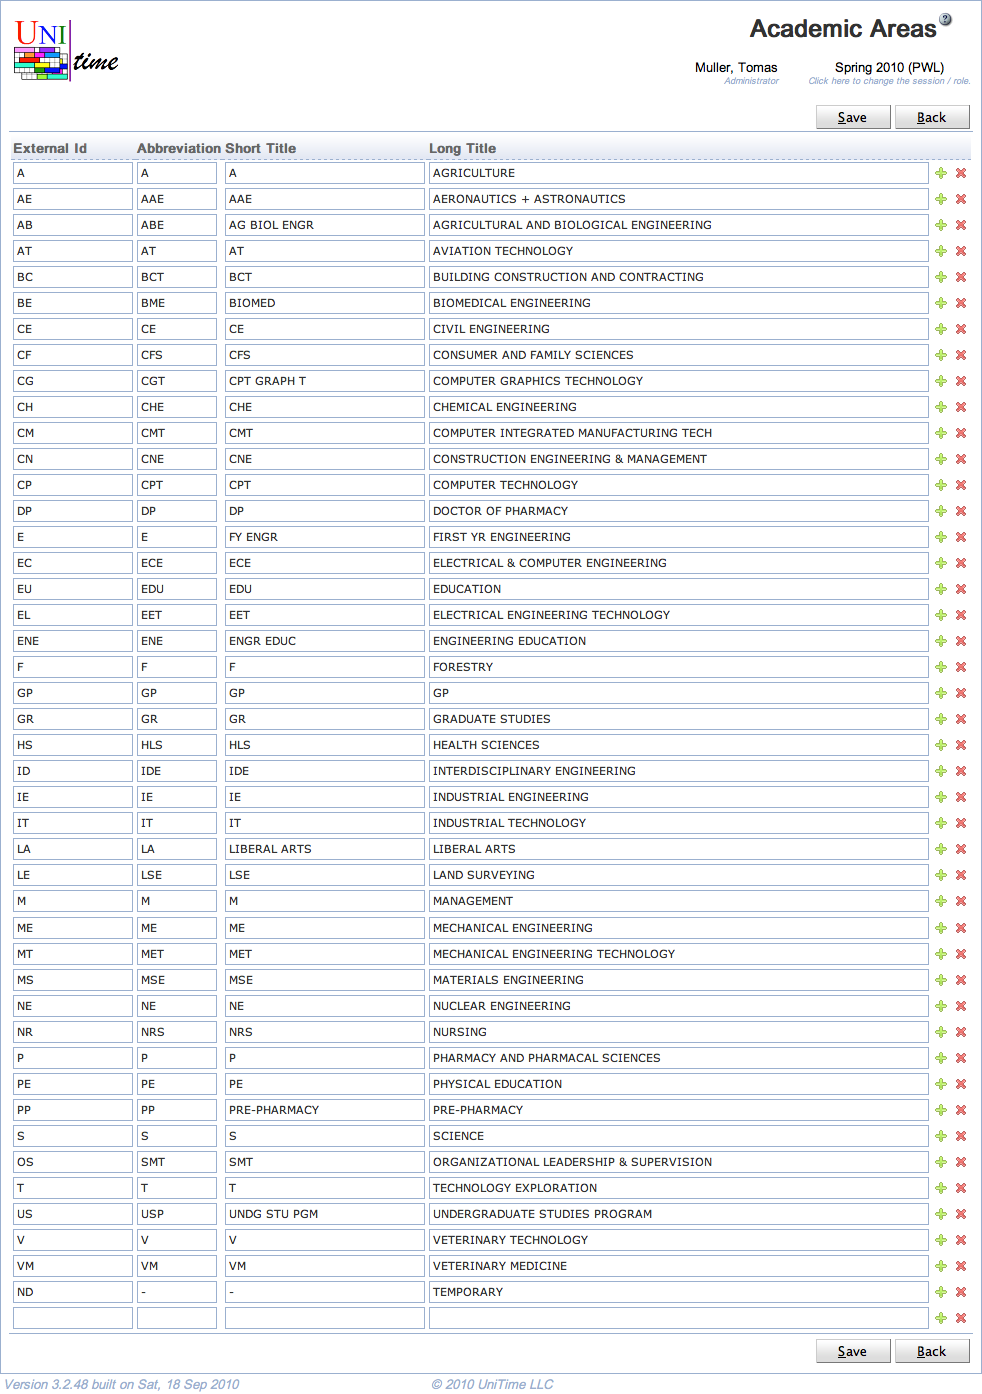 UNI
time
Academic Areas
?
Muller, Tomas Spring 2010 (PWL)
Administrator Click here to change the session / role.
Save Back
External Id Abbreviation Short Title Long Title
A A A AGRICULTURE
AE AAE AAE AERONAUTICS + ASTRONAUTICS
AB ABE AG BIOL ENGR AGRICULTURAL AND BIOLOGICAL ENGINEERING
AT AT AT AVIATION TECHNOLOGY
BC BCT BCT BUILDING CONSTRUCTION AND CONTRACTING
BE BME BIOMED BIOMEDICAL ENGINEERING
CE CE CE CIVIL ENGINEERING
CF CFS CFS CONSUMER AND FAMILY SCIENCES
CG CGT CPT GRAPH T COMPUTER GRAPHICS TECHNOLOGY
CH CHE CHE CHEMICAL ENGINEERING
CM CMT CMT COMPUTER INTEGRATED MANUFACTURING TECH
CN CNE CNE CONSTRUCTION ENGINEERING & MANAGEMENT
CP CPT CPT COMPUTER TECHNOLOGY
DP DP DP DOCTOR OF PHARMACY
E E FY ENGR FIRST YR ENGINEERING
EC ECE ECE ELECTRICAL & COMPUTER ENGINEERING
EU EDU EDU EDUCATION
EL EET EET ELECTRICAL ENGINEERING TECHNOLOGY
ENE ENE ENGR EDUC ENGINEERING EDUCATION
F F F FORESTRY
GP GP GP GP
GR GR GR GRADUATE STUDIES
HS HLS HLS HEALTH SCIENCES
ID IDE IDE INTERDISCIPLINARY ENGINEERING
IE IE IE INDUSTRIAL ENGINEERING
IT IT IT INDUSTRIAL TECHNOLOGY
LA LA LIBERAL ARTS LIBERAL ARTS
LE LSE LSE LAND SURVEYING
M M M MANAGEMENT
ME ME ME MECHANICAL ENGINEERING
MT MET MET MECHANICAL ENGINEERING TECHNOLOGY
MS MSE MSE MATERIALS ENGINEERING
NE NE NE NUCLEAR ENGINEERING
NR NRS NRS NURSING
P P P PHARMACY AND PHARMACAL SCIENCES
PE PE PE PHYSICAL EDUCATION
PP PP PRE-PHARMACY PRE-PHARMACY
S S S SCIENCE
OS SMT SMT ORGANIZATIONAL LEADERSHIP & SUPERVISION
T T T TECHNOLOGY EXPLORATION
US USP UNDG STU PGM UNDERGRADUATE STUDIES PROGRAM
V V V VETERINARY TECHNOLOGY
VM VM VM VETERINARY MEDICINE
ND - - TEMPORARY
Save Back
Version 3.2.48 built on Sat, 18 Sep 2010 © 2010 UniTime LLC